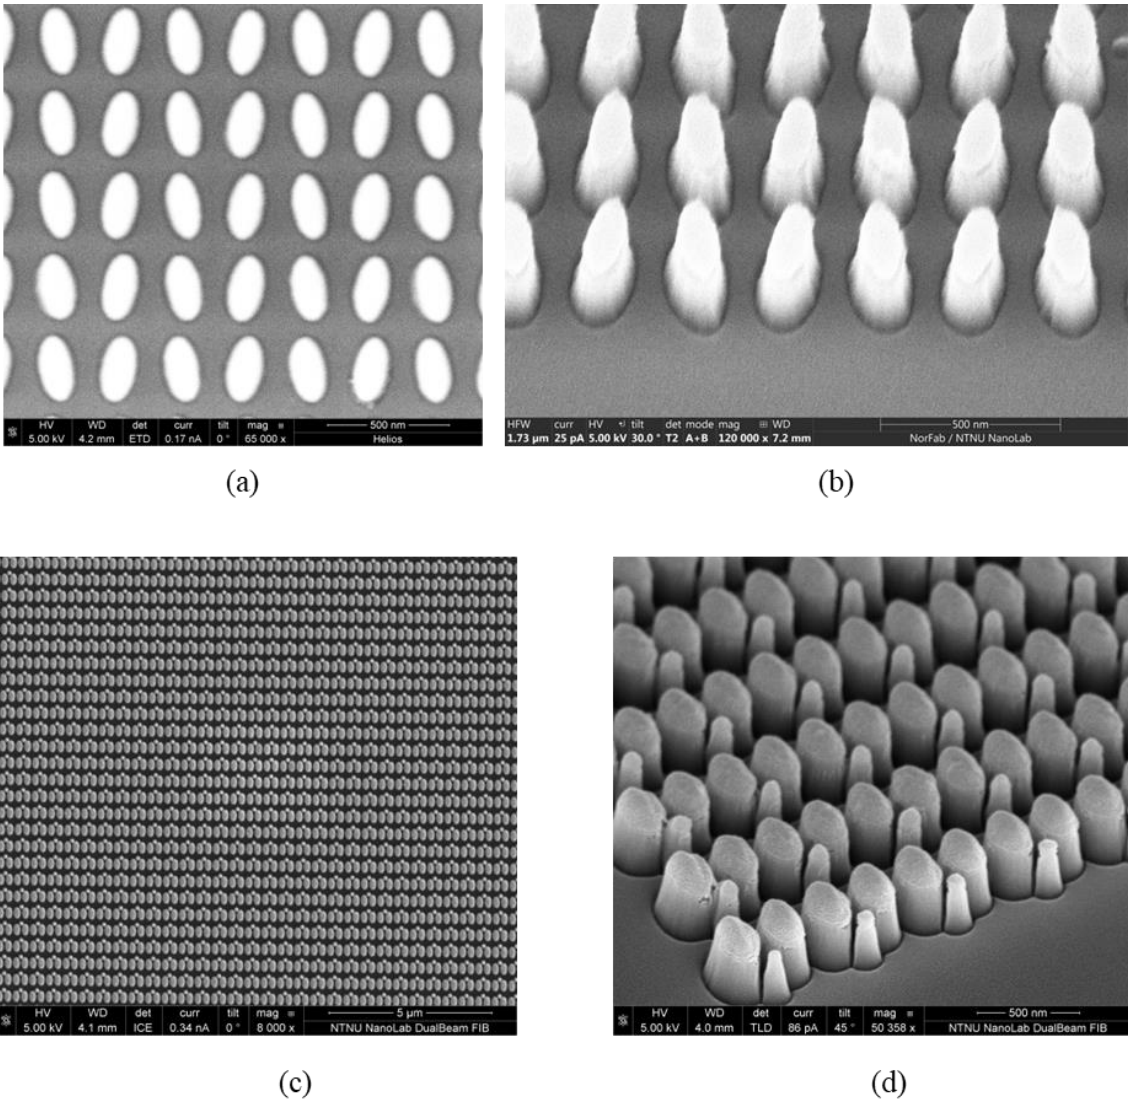 HV WD det curr tilt mag
5.00 kV 4.2 mm ETD 0.17 nA 0 ° 65 000 x
500 nm
Helios
HFW curr HV tilt det mode mag WD
1.73 µm 25 pA 5.00 kV 30.0 ° T2 A+B 120 000 x 7.2 mm
500 nm
NorFab / NTNU NanoLab
(a)
(b)
HV WD det curr tilt mag
5.00 kV 4.1 mm ICE 0.34 nA 0 ° 8 000 x
5 µm
NTNU NanoLab DualBeam FIB
HV WD det curr tilt mag
5.00 kV 4.0 mm TLD 86 pA 45 ° 50 358 x
500 nm
NTNU NanoLab DualBeam FIB
(c)
(d)